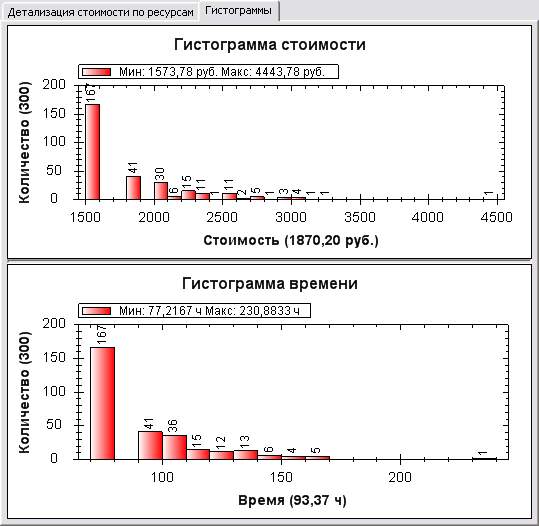 Детализация стоимости по ресурсам Гистограммы
Гистограмма стоимости
Мин: 1573,78 руб. Макс: 4443,78 руб.
Количество (300)
200
150
100
50
0
167 41 30 6 15 11 1 11 2 5 1 3 4 1 1 1
1500 2000 2500 3000 3500 4000 4500
Стоимость (1870,20 руб.)
Гистограмма времени
Мин: 77,2167 ч Макс: 230,8833 ч
Количество (300)
200
150
100
50
0
167 41 36 15 12 13 6 4 5 1
100 150 200
Время (93,37 ч)